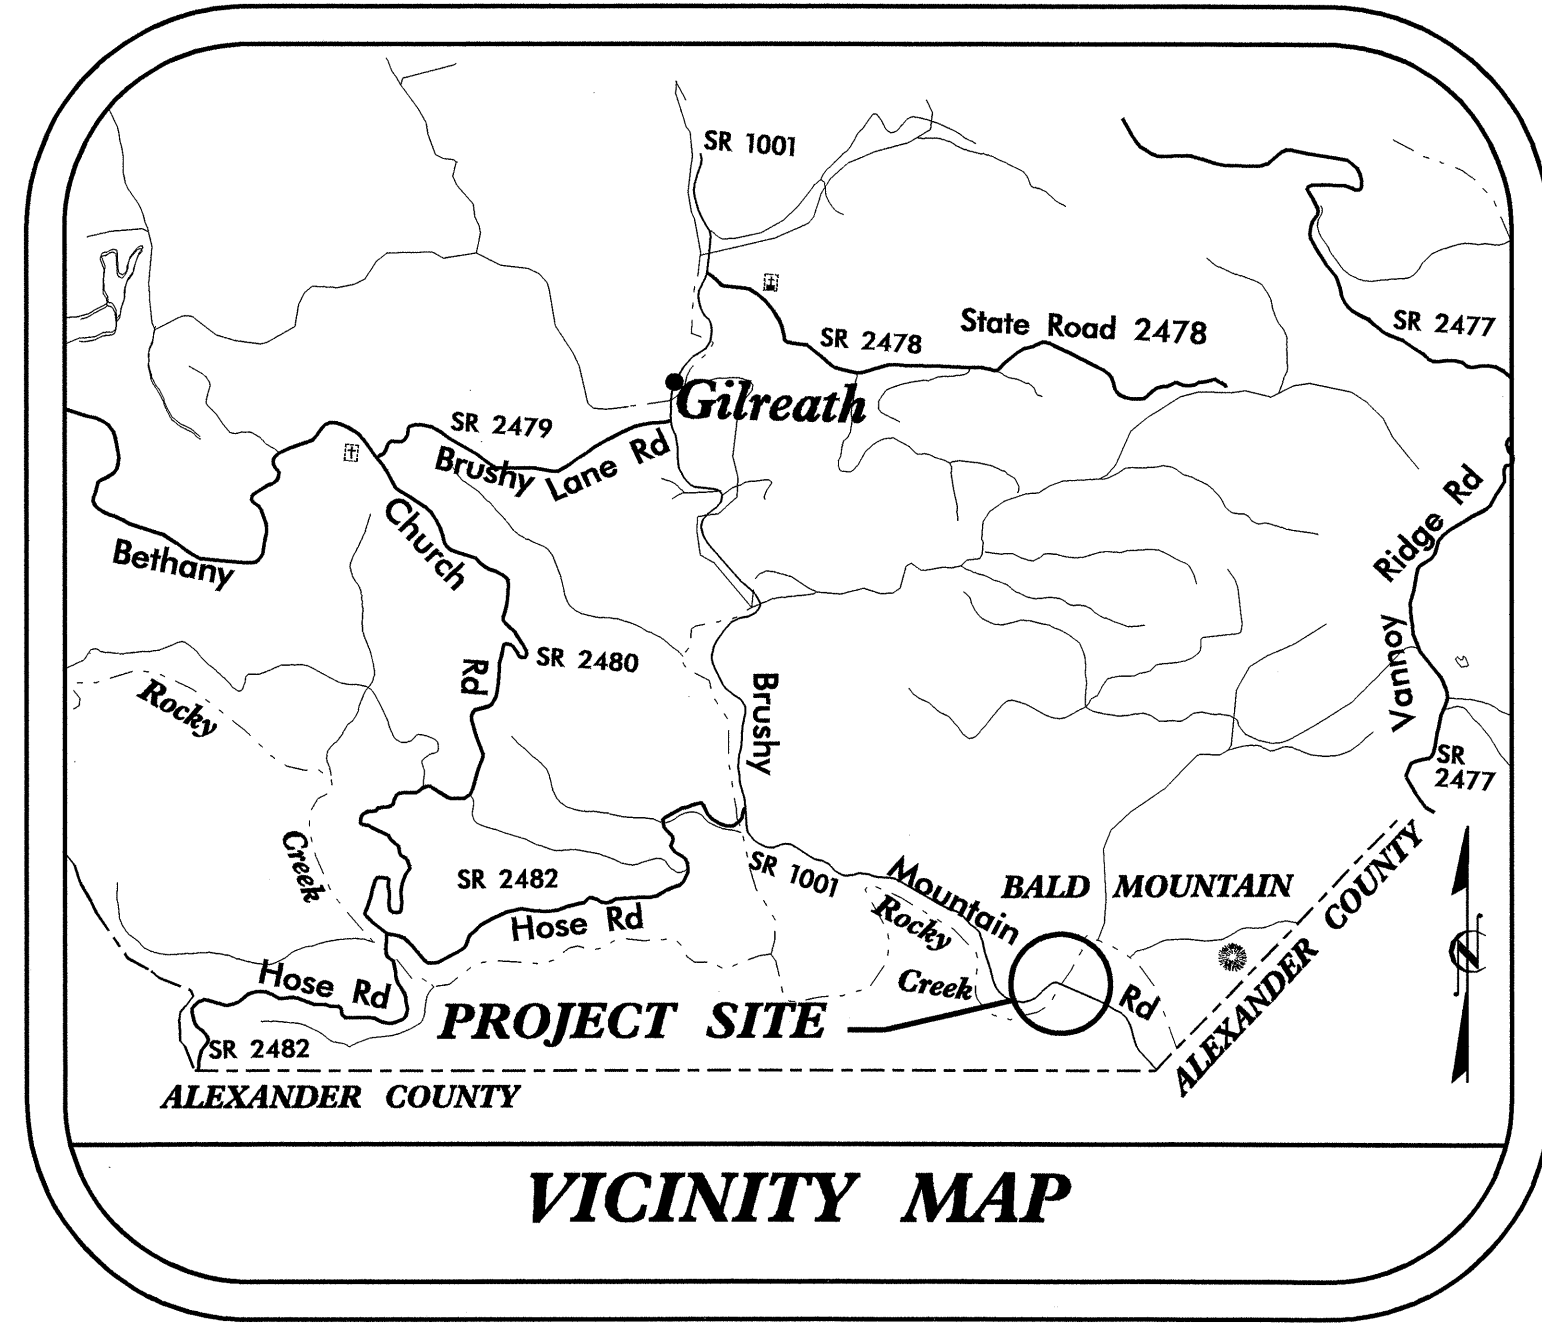 SR 1001
State Road 2478
SR 2478
SR 2477
Gilreath
SR 2479
Brushy Lane Rd
Bethany
Church
Rd
SR 2480
Ridge Rd
Vannoy
SR
2477
Rocky
Creek
Brushy
SR 2482
Hose Rd
SR 1001
Mountain
Rd
BALD MOUNTAIN
Rocky
Creek
Hose Rd
SR 2482
PROJECT SITE
ALEXANDER COUNTY
ALEXANDER COUNTY
N
VICINITY MAP